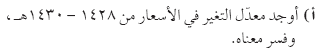 أ) أوجد معدّل التغير في الأسعار من ١٤٢٨ – ١٤٣٠هـ،
وفسر معناه.